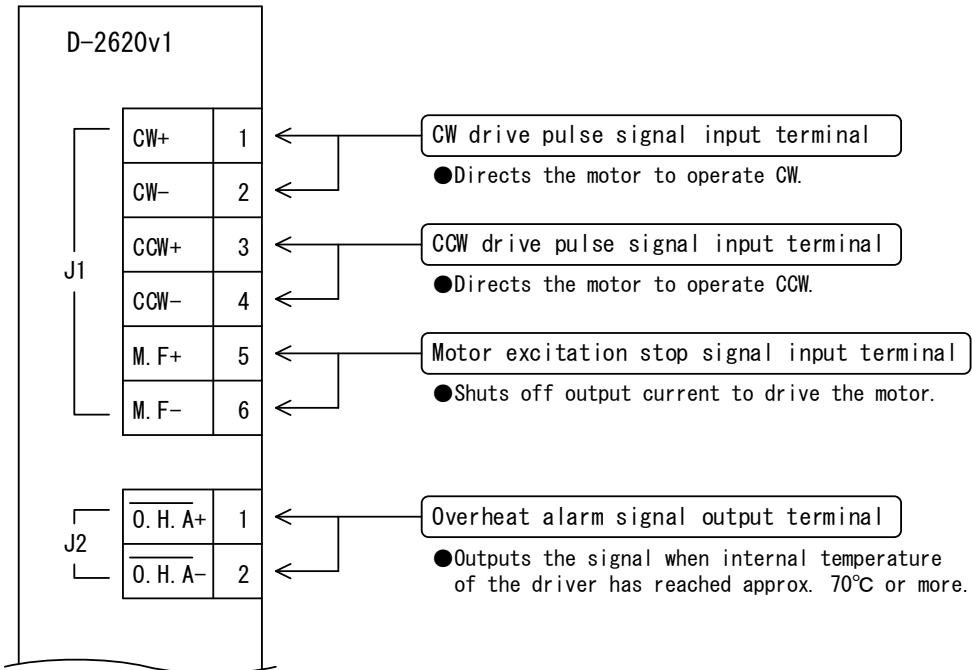 D-2620v1
J1
CW+ 1
CW- 2
CCW+ 3
CCW- 4
M.F+ 5
M.F- 6
CW drive pulse signal input terminal
●Directs the motor to operate CW.
CCW drive pulse signal input terminal
●Directs the motor to operate CCW.
Motor excitation stop signal input terminal
●Shuts off output current to drive the motor.
J2
O.H.A+ 1
O.H.A- 2
Overheat alarm signal output terminal
●Outputs the signal when internal temperature
of the driver has reached approx. 70℃ or more.